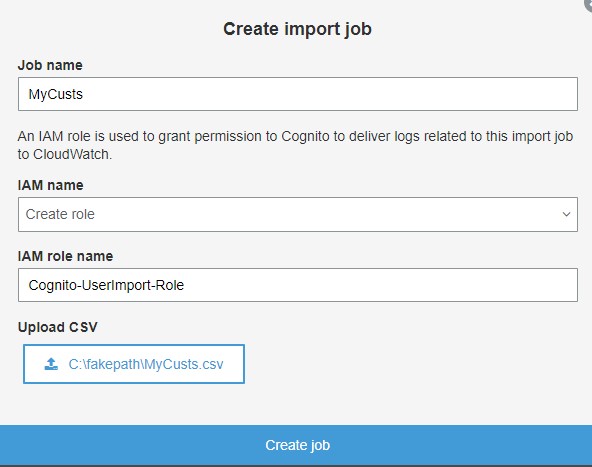 Create import job
Job name
MyCusts
An IAM role is used to grant permission to Cognito to deliver logs related to this import job
to CloudWatch.
IAM name
Create role
IAM role name
Cognito-UserImport-Role
Upload CSV
C:\fakepath\MyCusts.csv
Create job